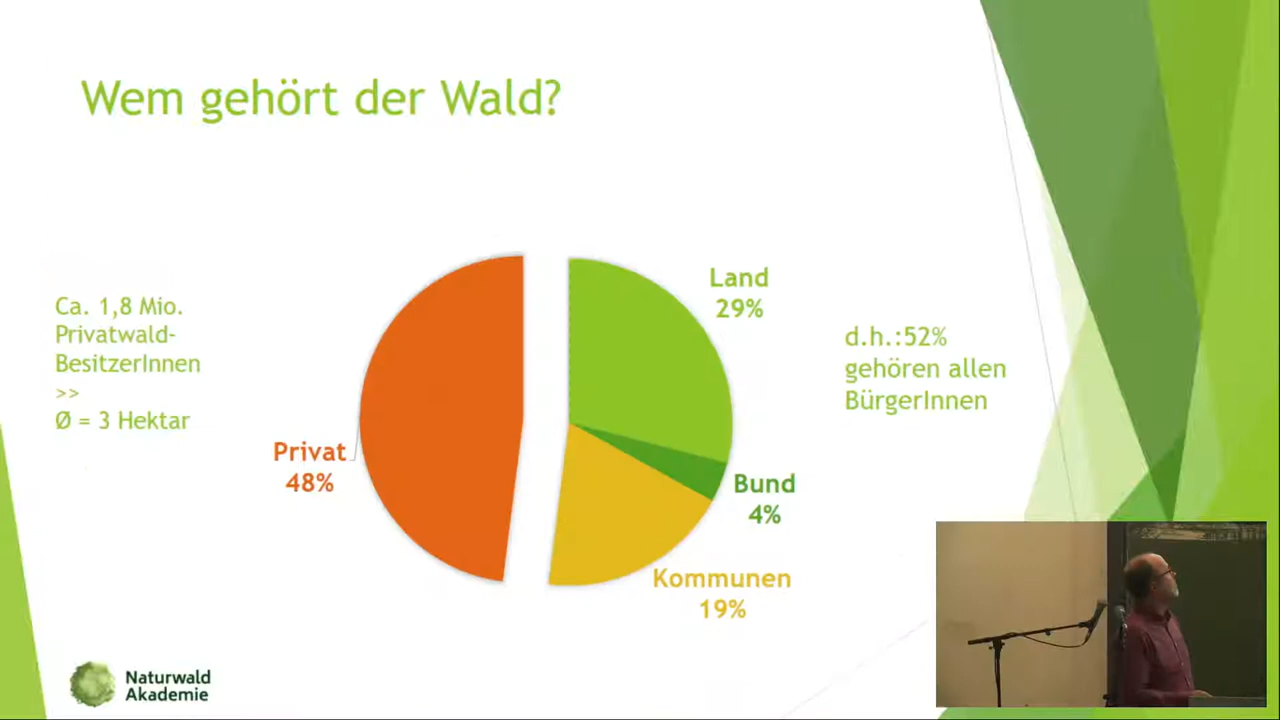 Wem gehört der Wald?
Ca. 1,8 Mio.
Privatwald-
BesitzerInnen
>>
Ø = 3 Hektar
Privat
48%
Land
29%
Bund
4%
Kommunen
19%
d.h.:52%
gehören allen
BürgerInnen
Naturwald
Akademie